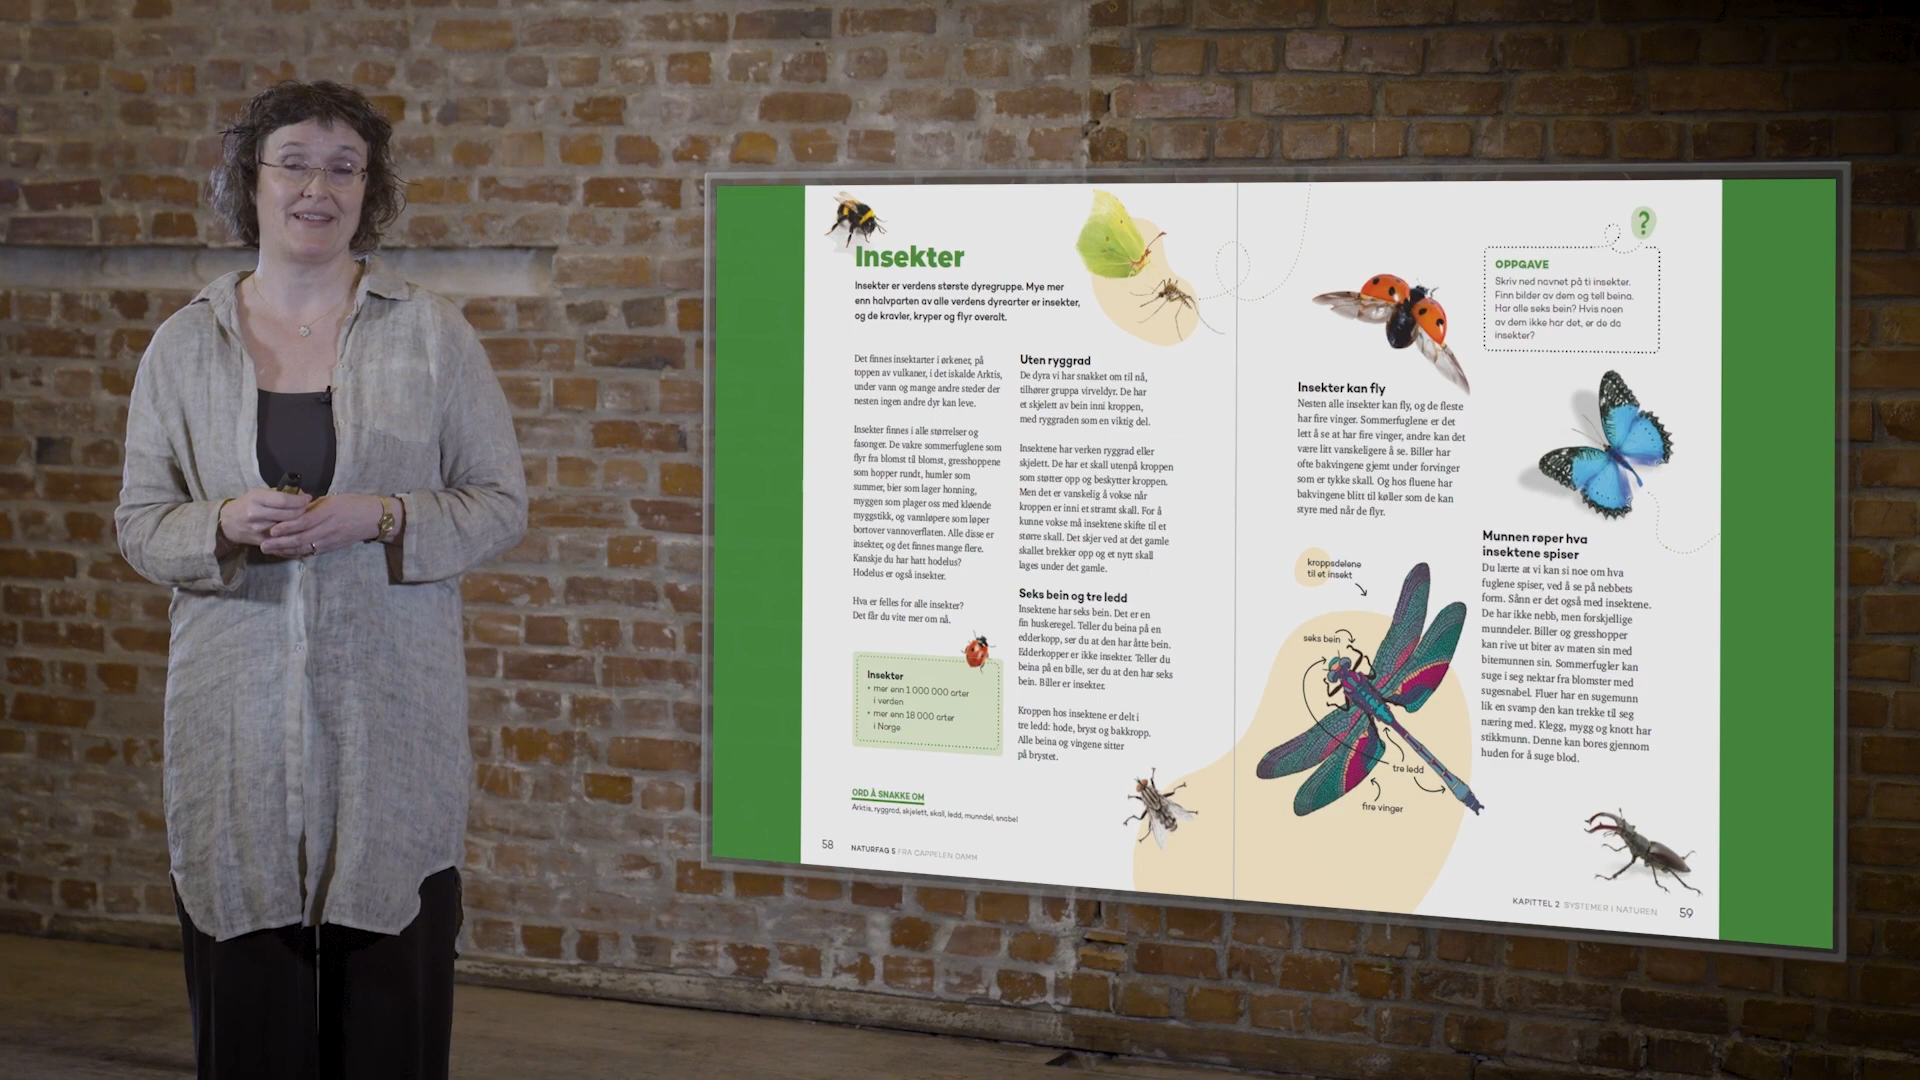 Insekter
Insekter er verdens største dyregruppe. Mye mer
enn halvparten av alle verdens dyrearter er insekter,
og de kravler, kryper og flyr overalt.
Det finnes insektarter i ørkener, på
toppen av vulkaner, i det iskalde Arktis,
under vann og mange andre steder der
nesten ingen andre dyr kan leve.
Insekter finnes i alle størrelser og
fasonger. De vakre sommerfuglene som
flyr fra blomst til blomst, gresshoppene
som hopper rundt, humler som
summer, bier som lager honning,
myggen som plager oss med kløende
myggstikk, og vannløpere som løper
bortover vannoverflaten. Alle disse er
insekter, og det finnes mange flere.
Kanskje du har hatt hodelus?
Hodelus er også insekter.
Hva er felles for alle insekter?
Det får du vite mer om nå.
Insekter
• mer enn 1 000 000 arter
i verden
• mer enn 18 000 arter
i Norge
ORD Å SNAKKE OM
Arktis, ryggrad, skjelett, skall, ledd, munndel, snabel
58 NATURFAG 5 FRA CAPPELEN DAMM
Uten ryggrad
De dyra vi har snakket om til nå,
tilhører gruppa virveldyr. De har
et skjelett av bein inni kroppen,
med ryggraden som en viktig del.
Insektene har verken ryggrad eller
skjelett. De har et skall utenpå kroppen
som støtter opp og beskytter kroppen.
Men det er vanskelig å vokse når
kroppen er inni et stramt skall. For å
kunne vokse må insektene skifte til et
større skall. Det skjer ved at det gamle
skallet brekker opp og et nytt skall
lages under det gamle.
Seks bein og tre ledd
Insektene har seks bein. Det er en
fin huskeregel. Teller du beina på en
edderkopp, ser du at den har åtte bein.
Edderkopper er ikke insekter. Teller du
beina på en bille, ser du at den har seks
bein. Biller er insekter.
Kroppen hos insektene er delt i
tre ledd: hode, bryst og bakkropp.
Alle beina og vingene sitter
på brystet.
Insekter kan fly
Nesten alle insekter kan fly, og de fleste
har fire vinger. Sommerfuglene er det
lett å se at har fire vinger, andre kan det
være litt vanskeligere å se. Biller har
ofte bakvingene gjemt under forvinger
som er tykke skall. Og hos fluene har
bakvingene blitt til køller som de kan
styre med når de flyr.
kroppsdelene
til et insekt
seks bein
tre ledd
fire vinger
?
OPPGAVE
Skriv ned navnet på ti insekter.
Finn bilder av dem og tell beina.
Har alle seks bein? Hvis noen
av dem ikke har det, er de da
insekter?
Munnen røper hva
insektene spiser
Du lærte at vi kan si noe om hva
fuglene spiser, ved å se på nebbets
form. Sånn er det også med insektene.
De har ikke nebb, men forskjellige
munndeler. Biller og gresshopper
kan rive ut biter av maten sin med
bitemunnen sin. Sommerfugler kan
suge i seg nektar fra blomster med
sugesnabel. Fluer har en sugemunn
lik en svamp den kan trekke til seg
næring med. Klegg, mygg og knott har
stikkmunn. Denne kan bores gjennom
huden for å suge blod.
KAPITTEL 2 SYSTEMER I NATUREN 59